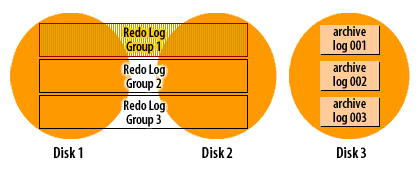 Redo Log
Group 1
Redo Log
Group 2
Redo Log
Group 3
archive
log 001
archive
log 002
archive
log 003
Disk 1
Disk 2
Disk 3